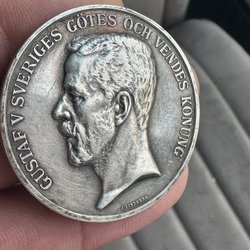 GUSTAF V SVERIGES GÖTES OCH VENDES KONUNG